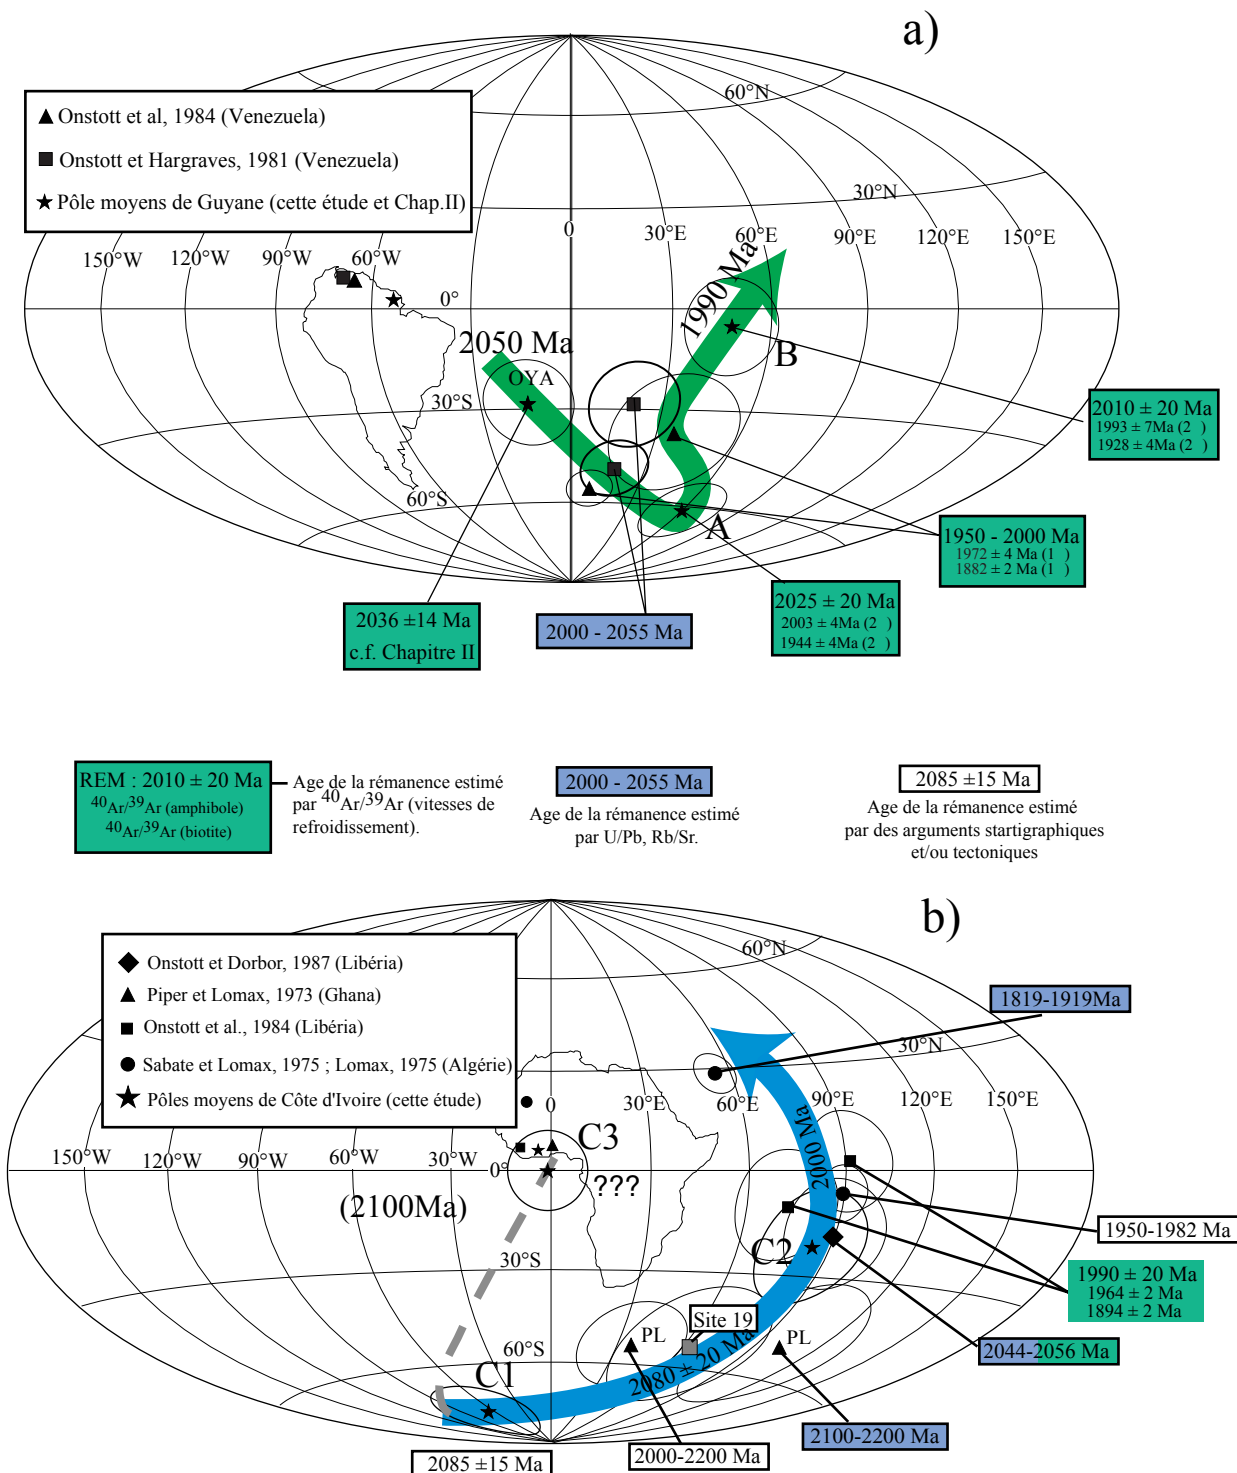 a)
60°N
Onstott et al, 1984 (Venezuela)
Onstott et Hargraves, 1981 (Venezuela)
Pôle moyens de Guyane (cette étude et Chap.II)
30°N
0
30°E
60°E
90°E
120°E
150°E
150°W
120°W
90°W
60°W
0°
1990 Ma
2050 Ma
B
OYA
30°S
2010 ± 20 Ma
1993 ± 7Ma (2 )
1928 ± 4Ma (2 )
60°S
A
1950 - 2000 Ma
1972 ± 4 Ma (1 )
1882 ± 2 Ma (1 )
2036 ±14 Ma
c.f. Chapitre II
2000 - 2055 Ma
2025 ± 20 Ma
2003 ± 4Ma (2 )
1944 ± 4Ma (2 )
REM : 2010 ± 20 Ma
40Ar/39Ar (amphibole)
40Ar/39Ar (biotite)
Age de la rémanence estimé
par 40Ar/39Ar (vitesses de
refroidissement).
2000 - 2055 Ma
Age de la rémanence estimé
par U/Pb, Rb/Sr.
2085 ±15 Ma
Age de la rémanence estimé
par des arguments startigraphiques
et/ou tectoniques
b)
60°N
Onstott et Dorbor, 1987 (Libéria)
Piper et Lomax, 1973 (Ghana)
Onstott et al., 1984 (Libéria)
Sabate et Lomax, 1975 ; Lomax, 1975 (Algérie)
Pôles moyens de Côte d'Ivoire (cette étude)
1819-1919Ma
30°N
0
30°E
60°E
90°E
120°E
150°E
150°W
120°W
90°W
60°W
30°W
0°
C3
???
(2100Ma)
2000 Ma
1950-1982 Ma
C2
30°S
1990 ± 20 Ma
1964 ± 2 Ma
1894 ± 2 Ma
Site 19
PL
PL
2044-2056 Ma
60°S
2080 ± 20 Ma
C1
2100-2200 Ma
2000-2200 Ma
2085 ±15 Ma